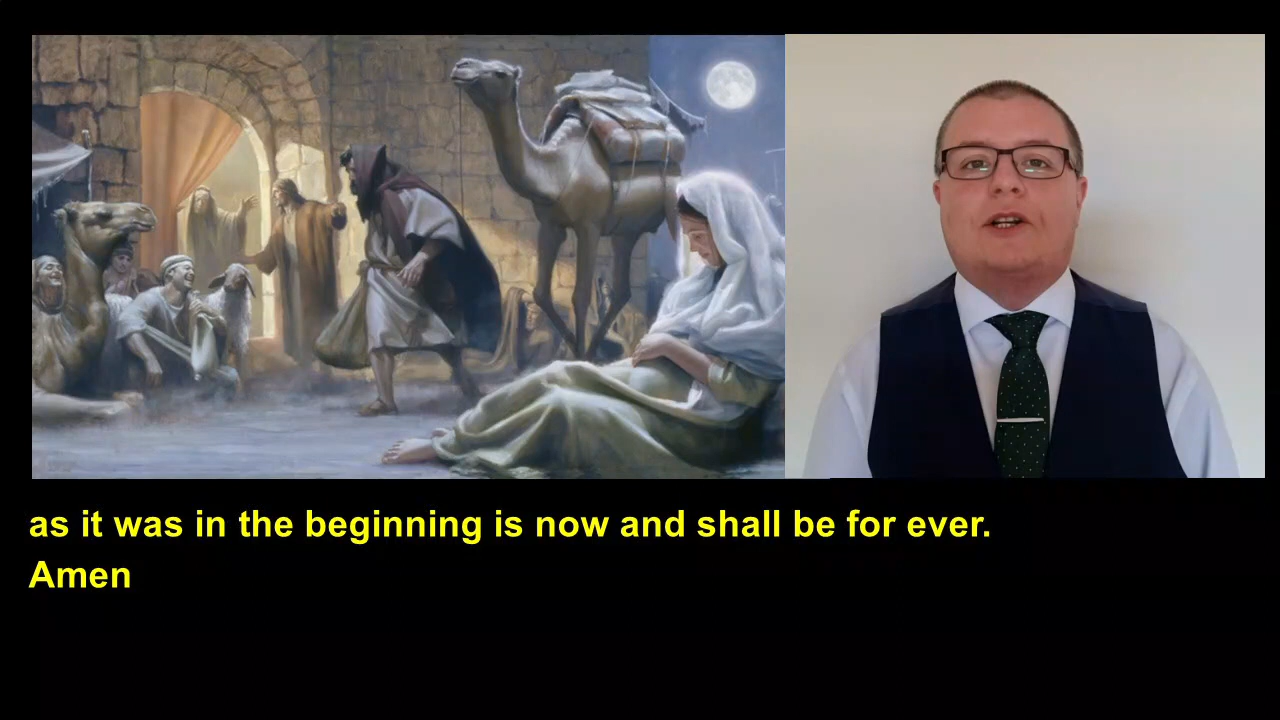 as it was in the beginning is now and shall be for ever.
Amen